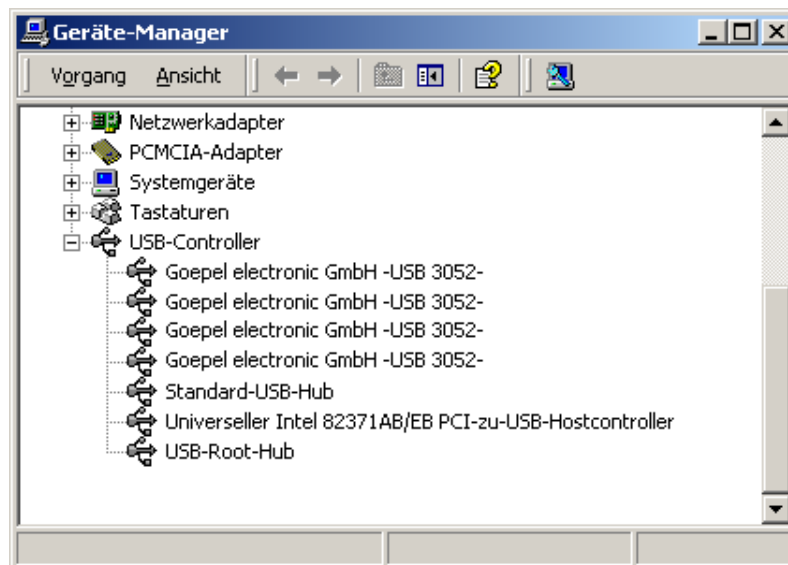 Geräte-Manager
Vorgang Ansicht
Netzwerkadapter
PCMCIA-Adapter
Systemgeräte
Tastaturen
USB-Controller
Goepel electronic GmbH -USB 3052-
Goepel electronic GmbH -USB 3052-
Goepel electronic GmbH -USB 3052-
Goepel electronic GmbH -USB 3052-
Standard-USB-Hub
Universeller Intel 82371AB/EB PCI-zu-USB-Hostcontroller
USB-Root-Hub